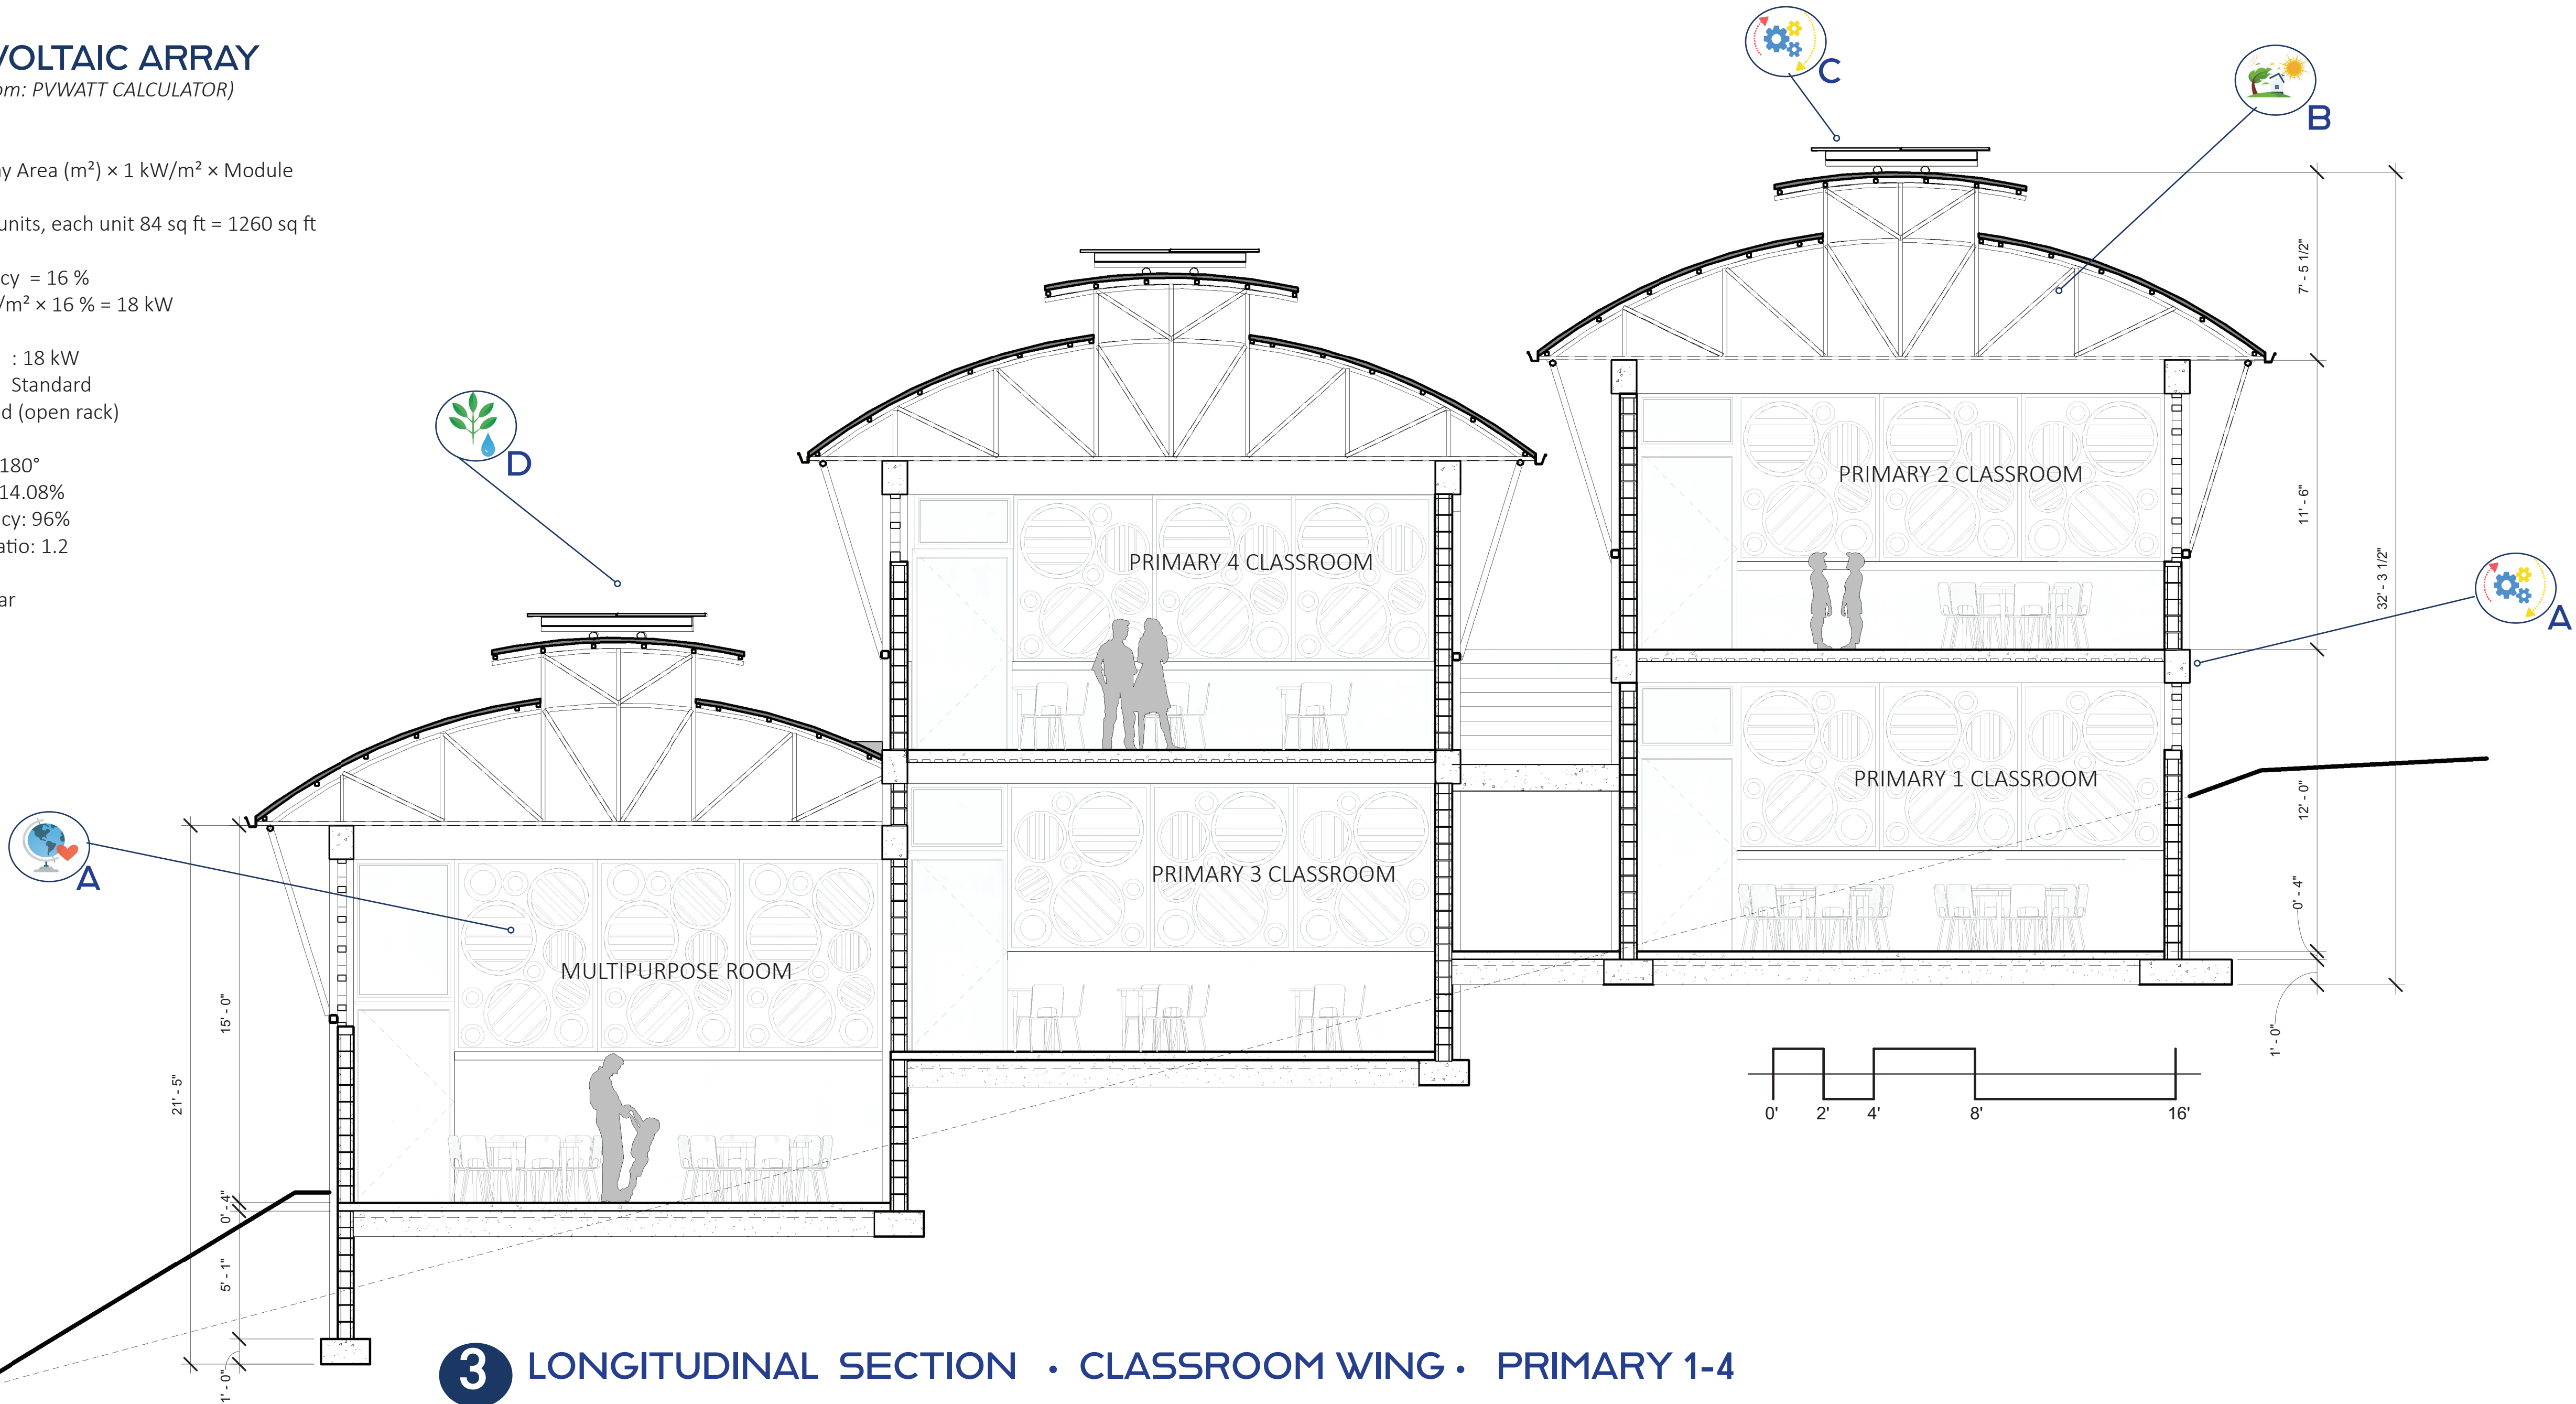 VOLTAIC ARRAY
om: PVWATT CALCULATOR)
y Area (m²) × 1 kW/m² × Module
units, each unit 84 sq ft = 1260 sq ft
cy = 16 %
/m² × 16 % = 18 kW
: 18 kW
Standard
d (open rack)
180°
14.08%
cy: 96%
atio: 1.2
ar
C
B
D
A
A
7' - 5 1/2"
11' - 6"
32' - 3 1/2"
12' - 0"
0' - 4"
1' - 0"
PRIMARY 2 CLASSROOM
PRIMARY 4 CLASSROOM
PRIMARY 1 CLASSROOM
PRIMARY 3 CLASSROOM
MULTIPURPOSE ROOM
15' - 0"
21' - 5"
0' - 4"
5' - 1"
1' - 0"
0' 2' 4' 8' 16'
3 LONGITUDINAL SECTION • CLASSROOM WING • PRIMARY 1-4